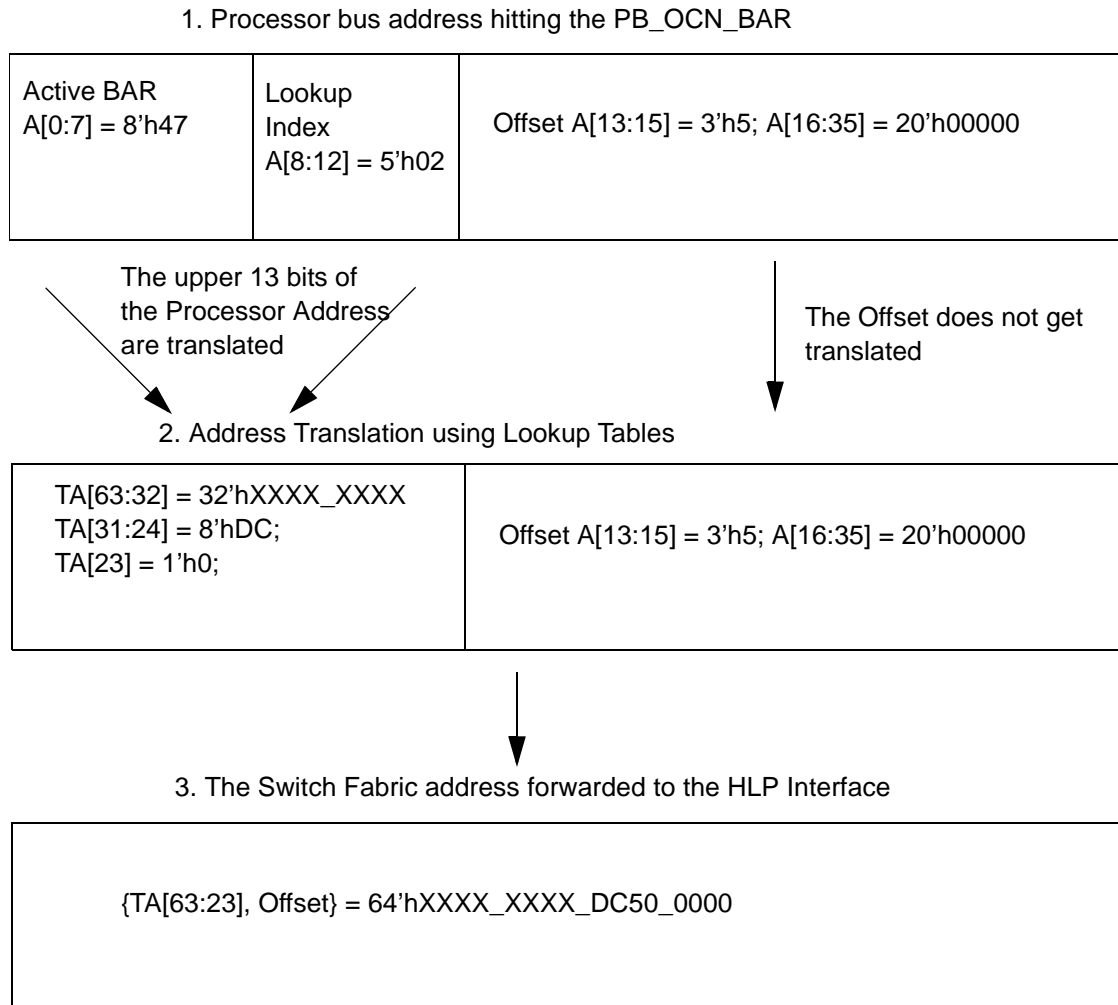 1. Processor bus address hitting the PB_OCN_BAR
Active BAR
A[0:7] = 8'h47
Lookup
Index
A[8:12] = 5'h02
Offset A[13:15] = 3'h5; A[16:35] = 20'h00000
The upper 13 bits of
the Processor Address
are translated
The Offset does not get
translated
2. Address Translation using Lookup Tables
TA[63:32] = 32'hXXXX_XXXX
TA[31:24] = 8'hDC;
TA[23] = 1'h0;
Offset A[13:15] = 3'h5; A[16:35] = 20'h00000
3. The Switch Fabric address forwarded to the HLP Interface
{TA[63:23], Offset} = 64'hXXXX_XXXX_DC50_0000